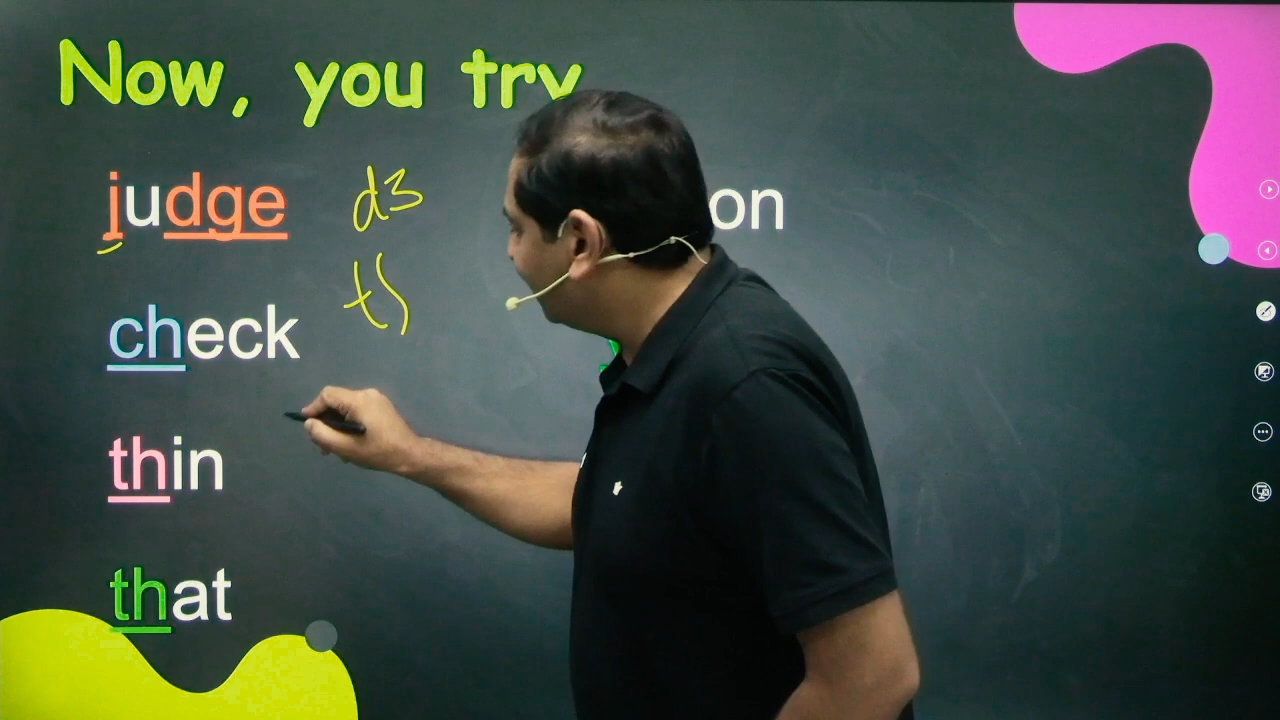 Now, you try
judge dʒ on
check tʃ
thin
that